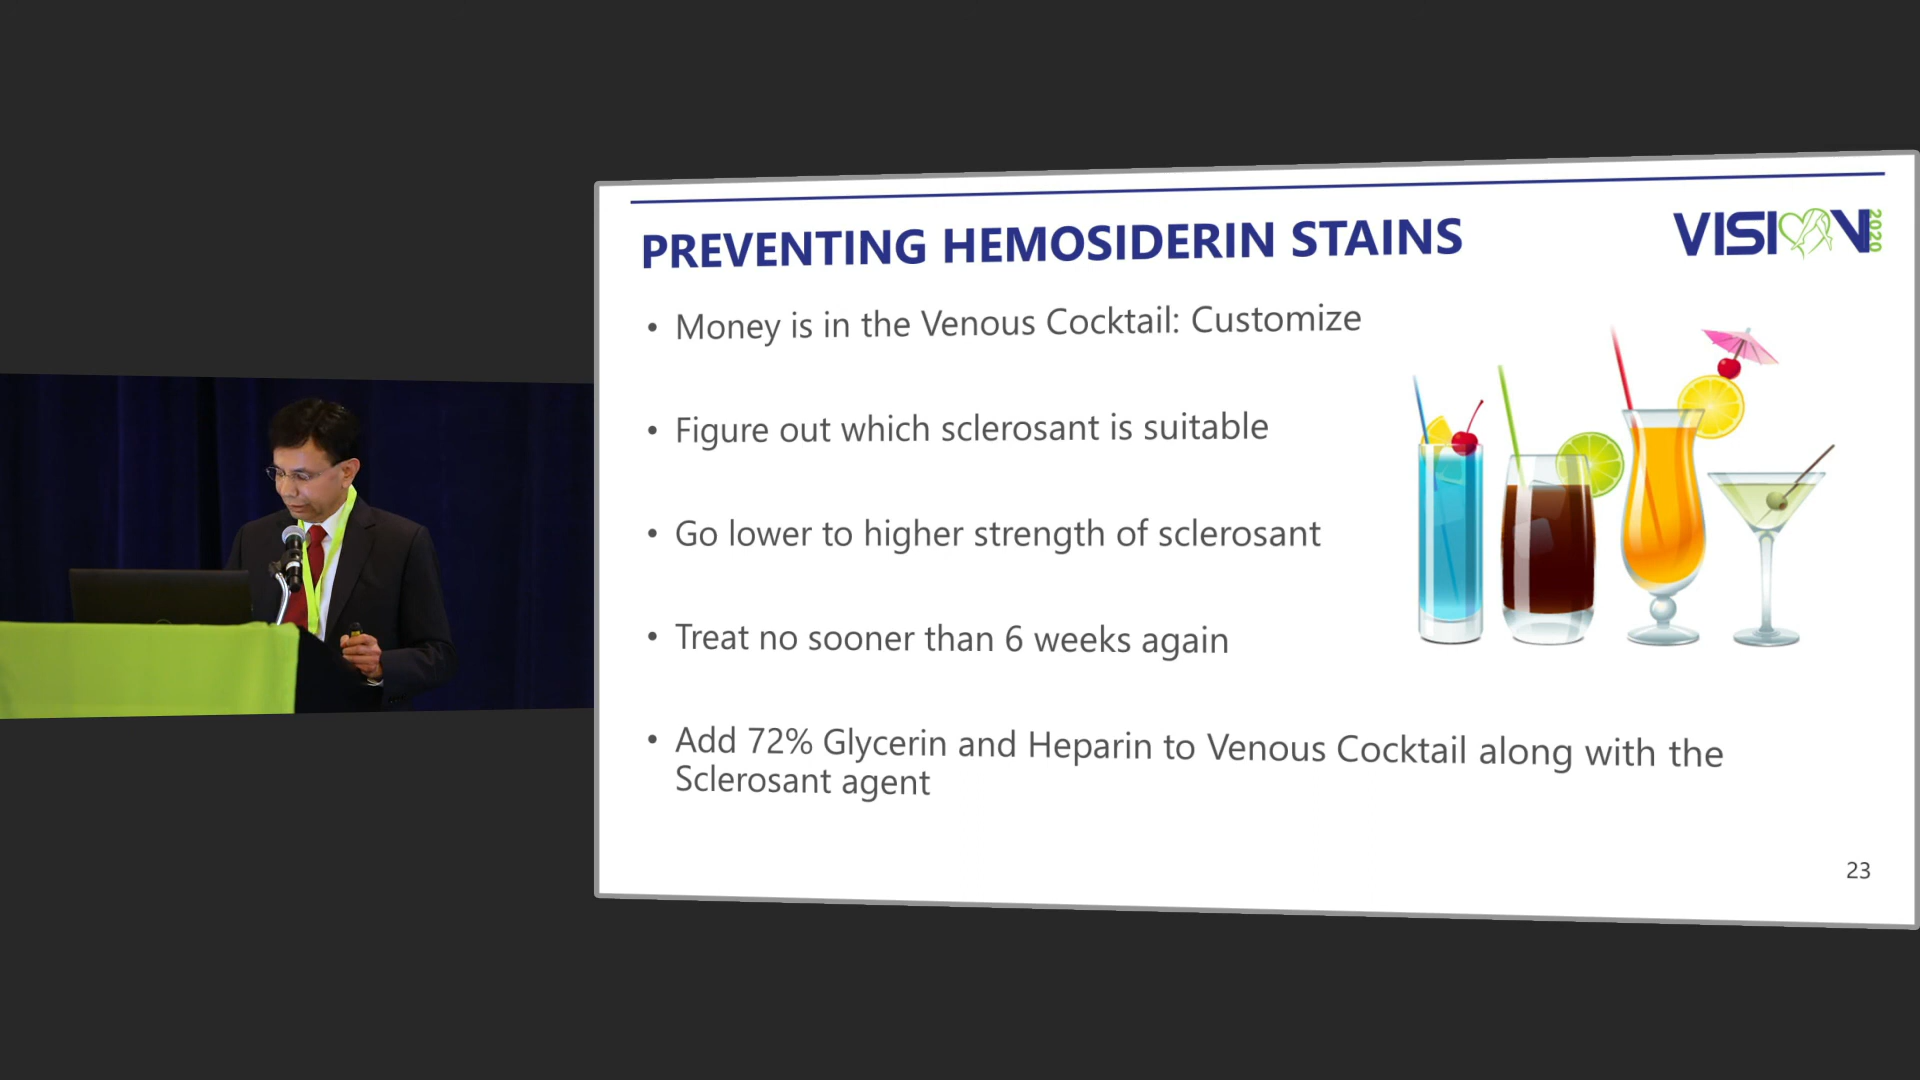 PREVENTING HEMOSIDERIN STAINS
VISION 2020
• Money is in the Venous Cocktail: Customize
• Figure out which sclerosant is suitable
• Go lower to higher strength of sclerosant
• Treat no sooner than 6 weeks again
• Add 72% Glycerin and Heparin to Venous Cocktail along with the
Sclerosant agent
23